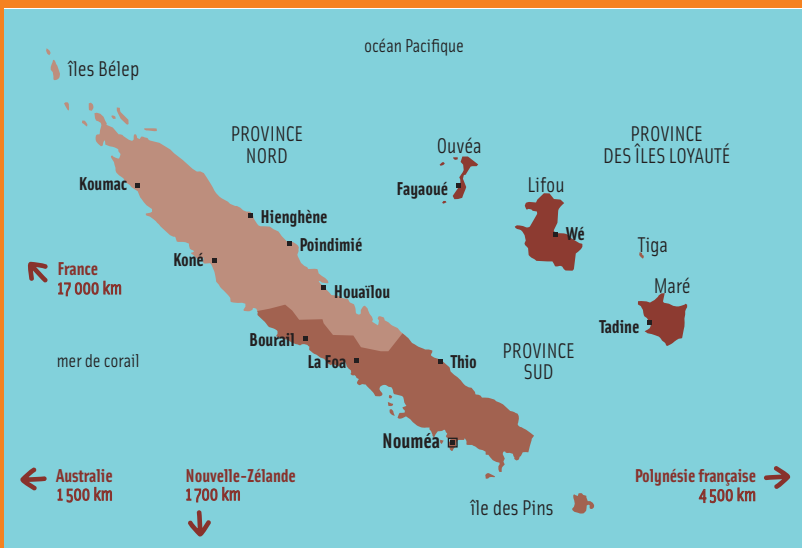 océan Pacifique
îles Bélep
PROVINCE
NORD
Ouvéa
PROVINCE
DES ÎLES LOYAUTÉ
Koumac
Fayaoué
Lifou
Hienghène
Wé
Poindimié
Tiga
Koné
France
17 000 km
Maré
Houaïlou
Tadine
Bourail
PROVINCE
SUD
mer de corail
La Foa
Thio
Nouméa
Australie
1 500 km
Nouvelle-Zélande
1 700 km
Polynésie française
4 500 km
île des Pins